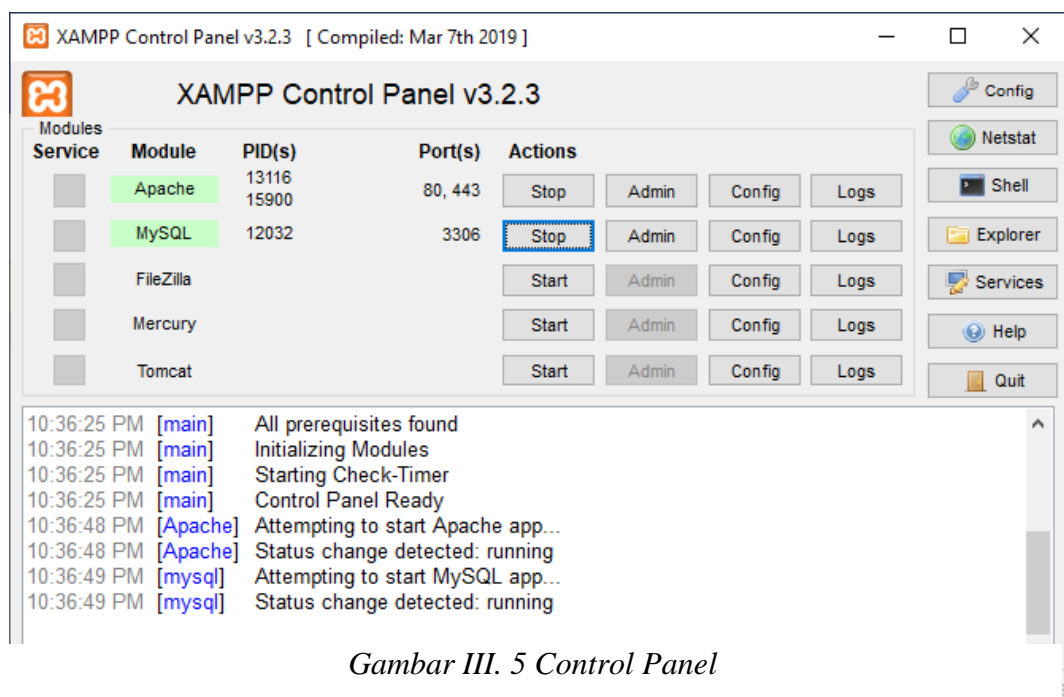 XAMPP Control Panel v3.2.3 [ Compiled: Mar 7th 2019 ]
XAMPP Control Panel v3.2.3
Config
Modules
Service Module PID(s) Port(s) Actions
Netstat
Apache 13116 15900 80, 443 Stop Admin Config Logs
Shell
MySQL 12032 3306 Stop Admin Config Logs
Explorer
FileZilla Start Admin Config Logs
Services
Mercury Start Admin Config Logs
Help
Tomcat Start Admin Config Logs
Quit
10:36:25 PM [main] All prerequisites found
10:36:25 PM [main] Initializing Modules
10:36:25 PM [main] Starting Check-Timer
10:36:25 PM [main] Control Panel Ready
10:36:48 PM [Apache] Attempting to start Apache app...
10:36:48 PM [Apache] Status change detected: running
10:36:49 PM [mysql] Attempting to start MySQL app...
10:36:49 PM [mysql] Status change detected: running
Gambar III. 5 Control Panel